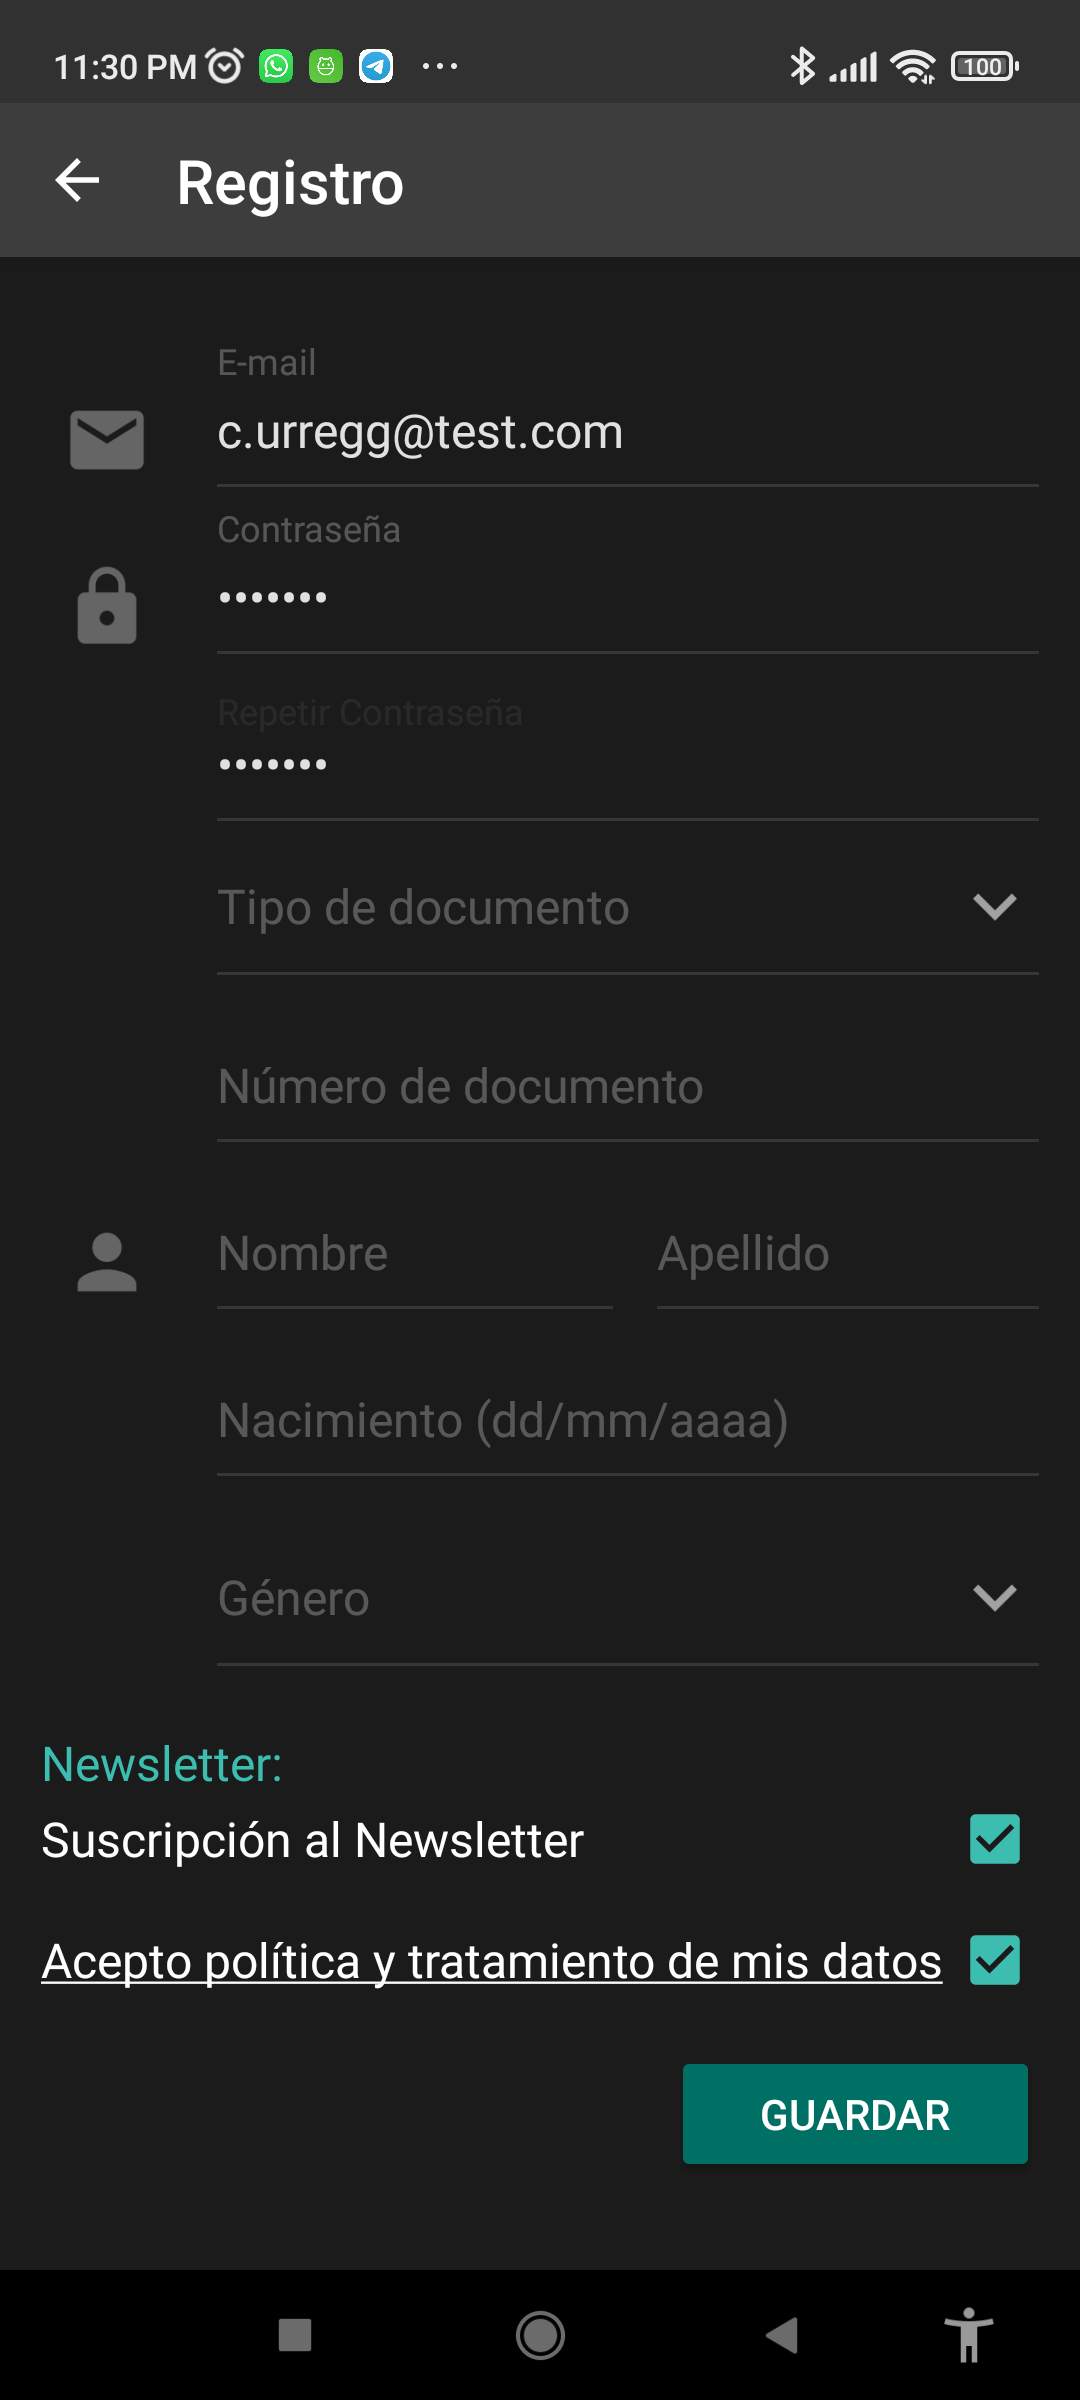 11:30 PM
100
Registro
E-mail
c.urregg@test.com
Contraseña
•••••••
Repetir Contraseña
•••••••
Tipo de documento
Número de documento
Nombre Apellido
Nacimiento (dd/mm/aaaa)
Género
Newsletter:
Suscripción al Newsletter
Acepto política y tratamiento de mis datos
GUARDAR